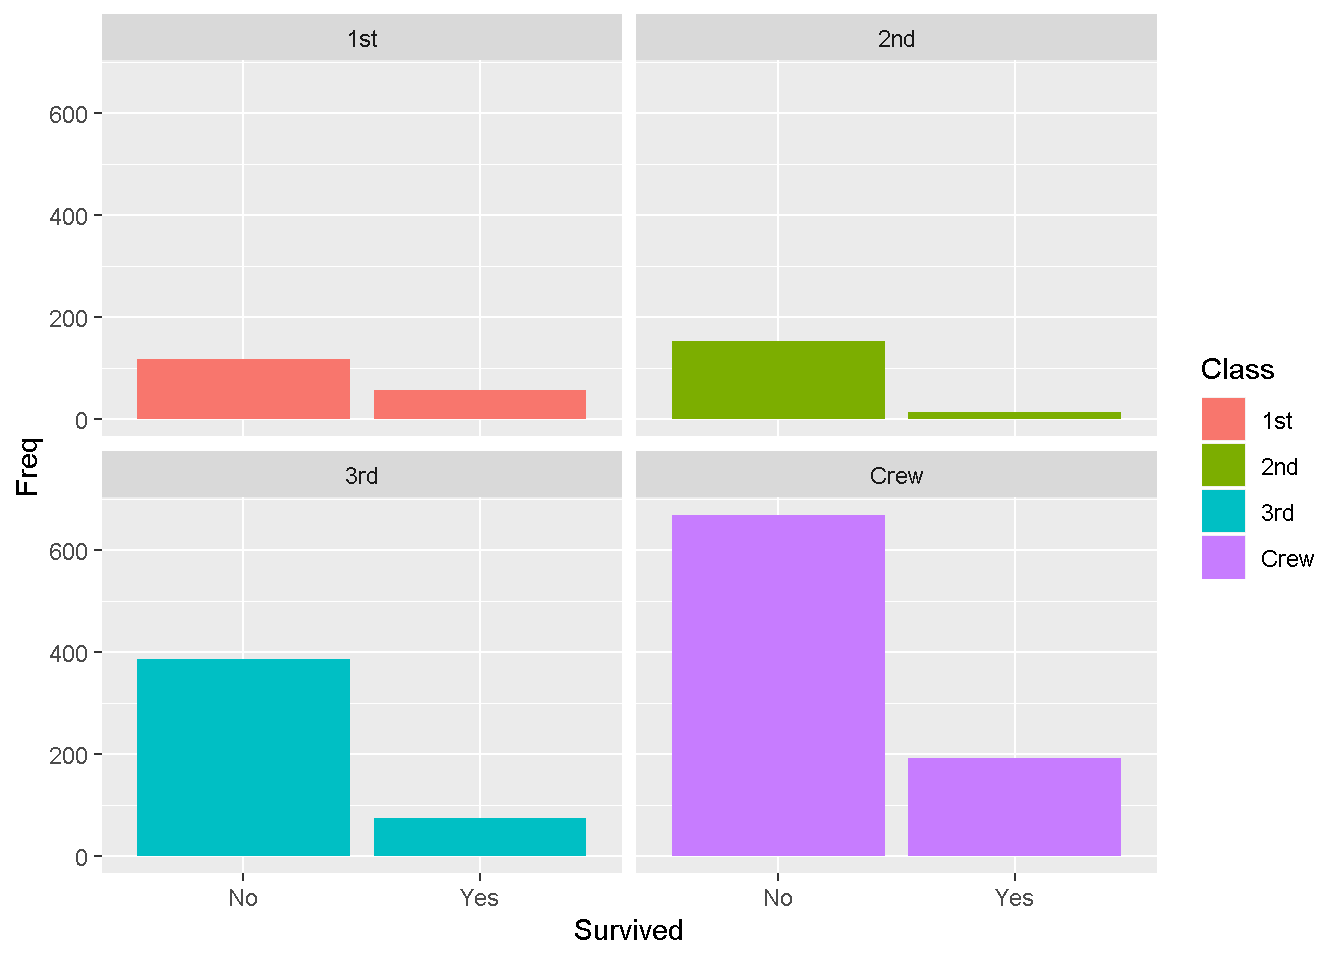 1st
2nd
600
400
200
0
3rd
Crew
600
400
200
0
No
Yes
No
Yes
Survived
Freq
Class
1st
2nd
3rd
Crew